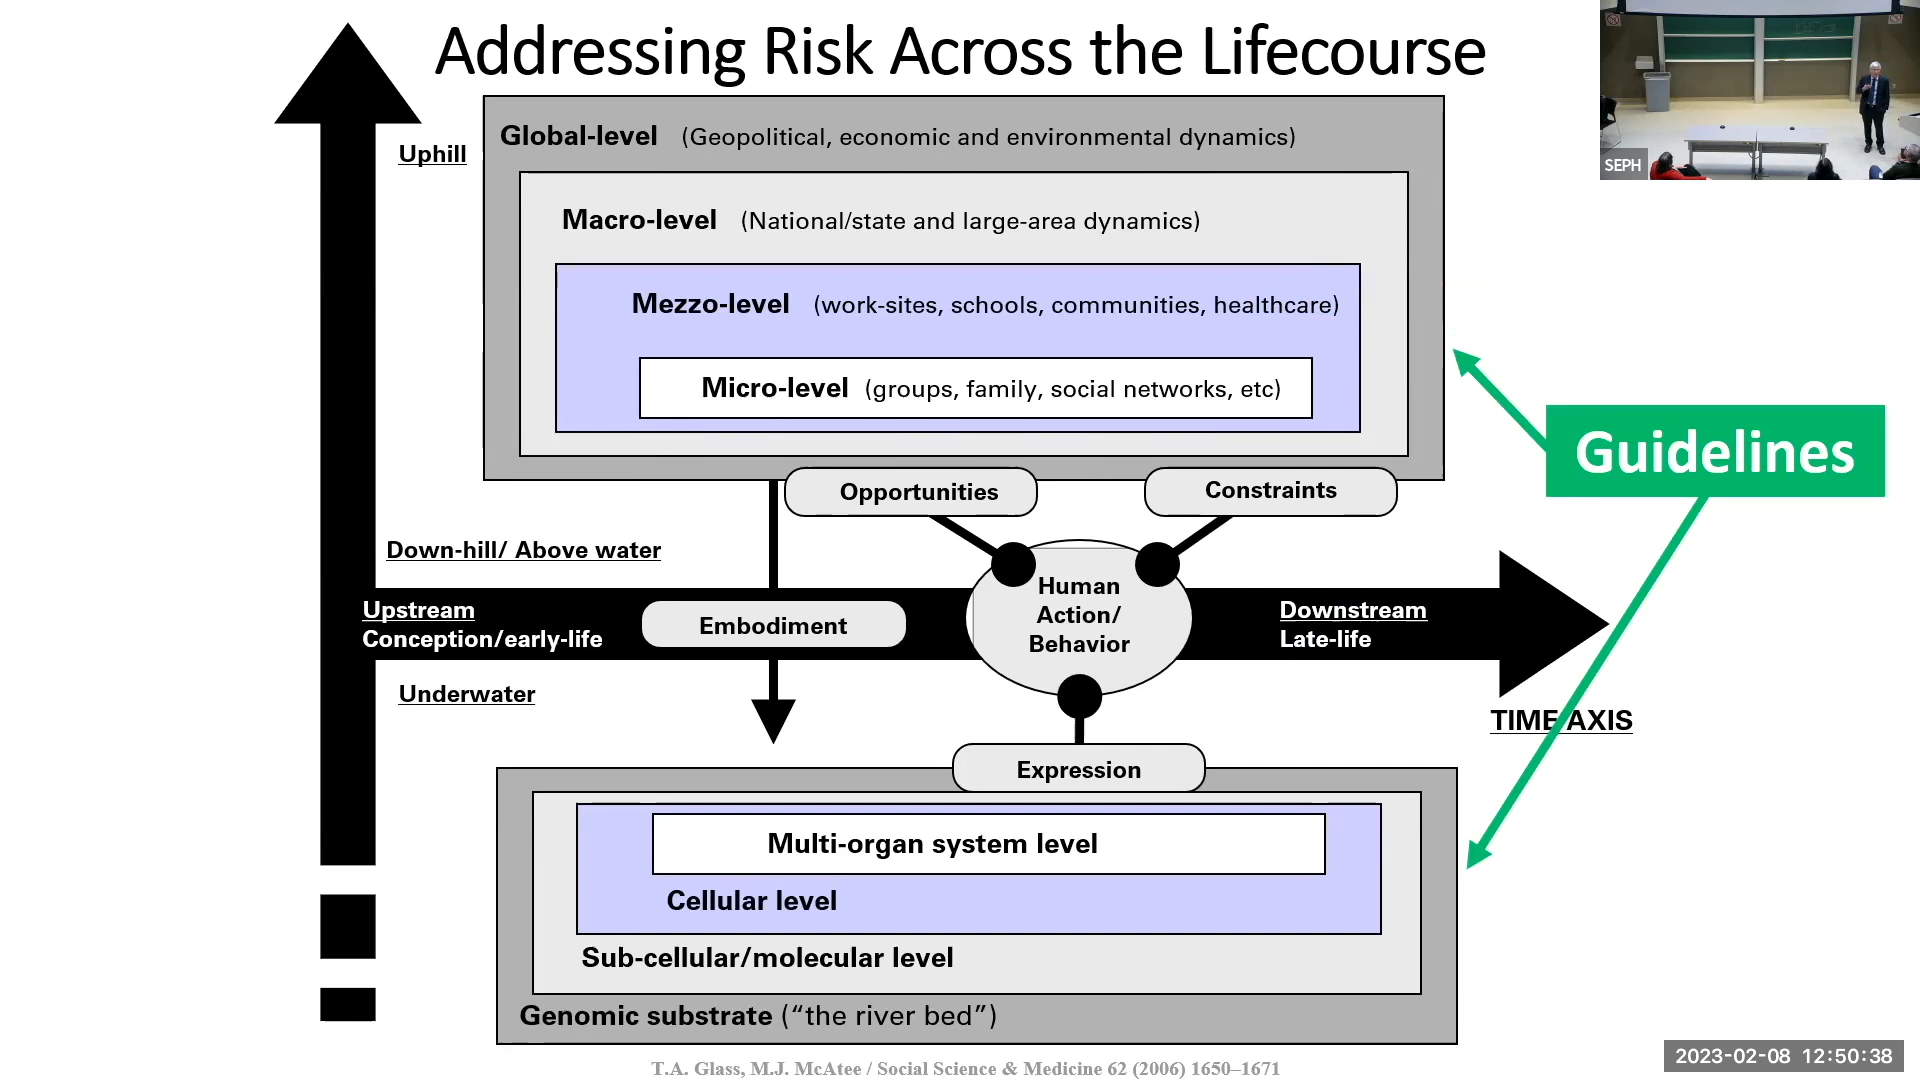 Addressing Risk Across the Lifecourse
SEPH
Uphill
Global-level (Geopolitical, economic and environmental dynamics)
Macro-level (National/state and large-area dynamics)
Mezzo-level (work-sites, schools, communities, healthcare)
Micro-level (groups, family, social networks, etc)
Guidelines
Opportunities
Constraints
Down-hill/ Above water
Upstream
Conception/early-life
Embodiment
Human
Action/
Behavior
Downstream
Late-life
Underwater
TIME AXIS
Expression
Multi-organ system level
Cellular level
Sub-cellular/molecular level
Genomic substrate (“the river bed”)
T.A. Glass, M.J. McAtee / Social Science & Medicine 62 (2006) 1650–1671
2023-02-08 12:50:38